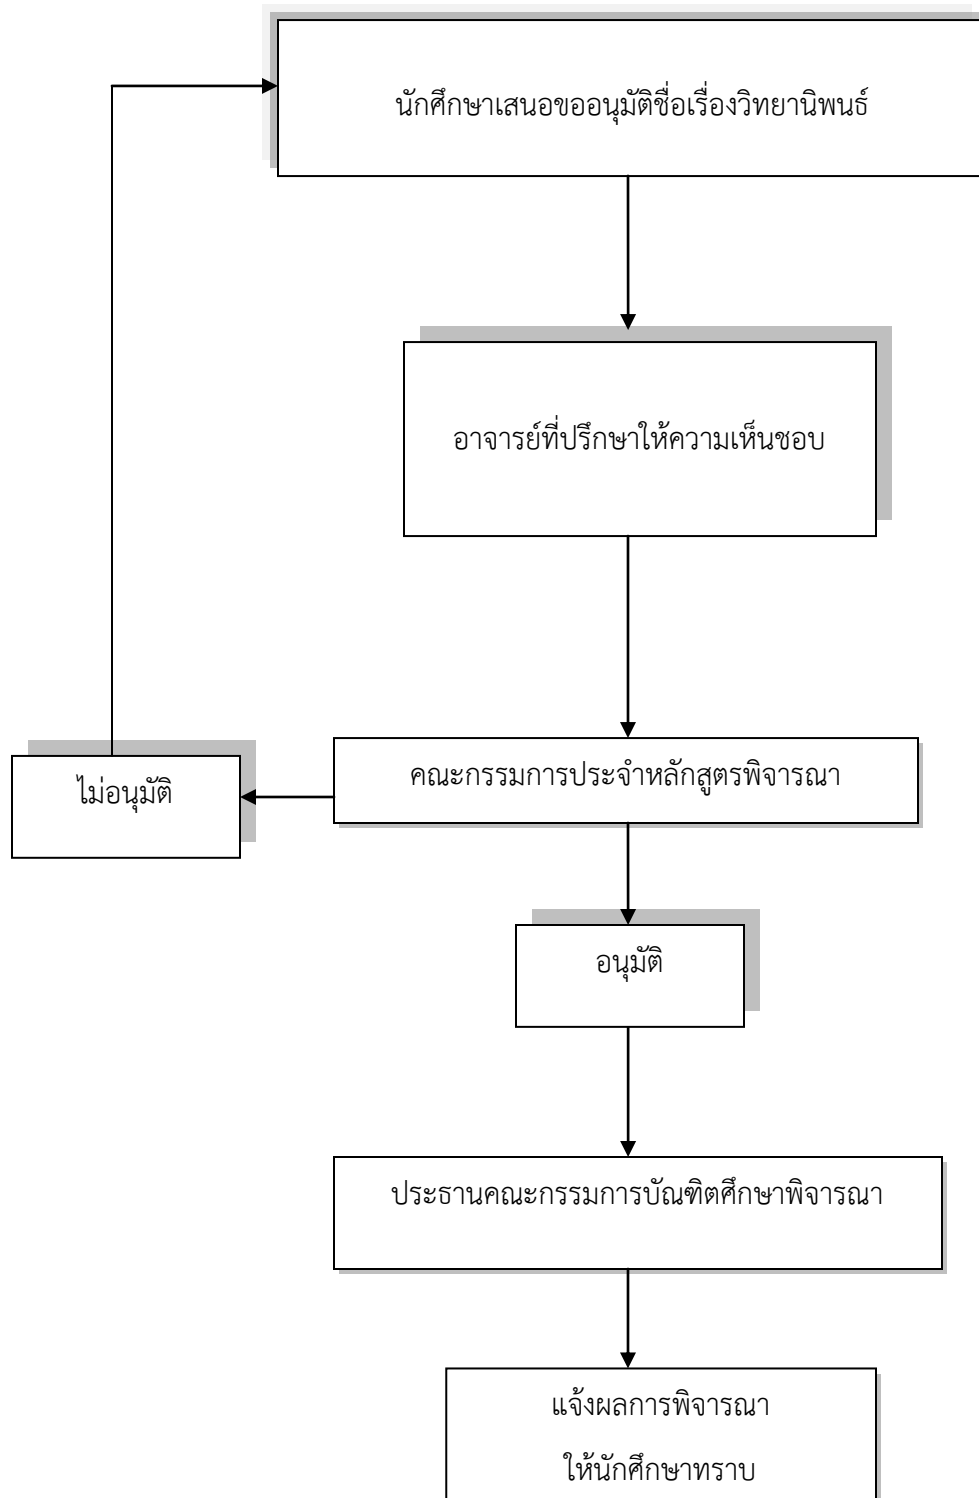 นักศึกษาเสนอขออนุมัติชื่อเรื่องวิทยานิพนธ์
อาจารย์ที่ปรึกษาให้ความเห็นชอบ
คณะกรรมการประจำหลักสูตรพิจารณา
ไม่อนุมัติ
อนุมัติ
ประธานคณะกรรมการบัณฑิตศึกษาพิจารณา
แจ้งผลการพิจารณา
ให้นักศึกษาทราบ